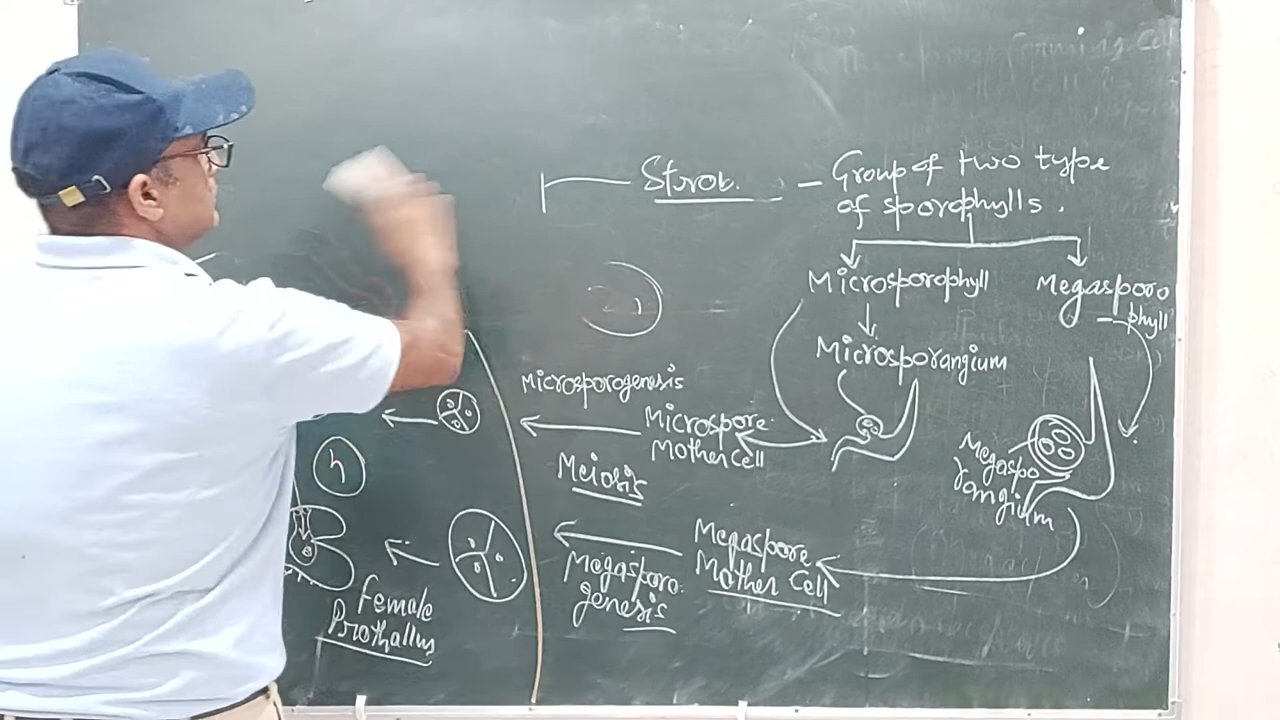 Strob. – Group of two type
of sporophylls.
Microsporophyll
Megasporo
phyll
Microsporangium
Microsporogenesis
Microspore
Mother Cell
Meiosis
Megaspo
rangium
Megaspore
Mother Cell
Megasporo
genesis
Female
Prothallus